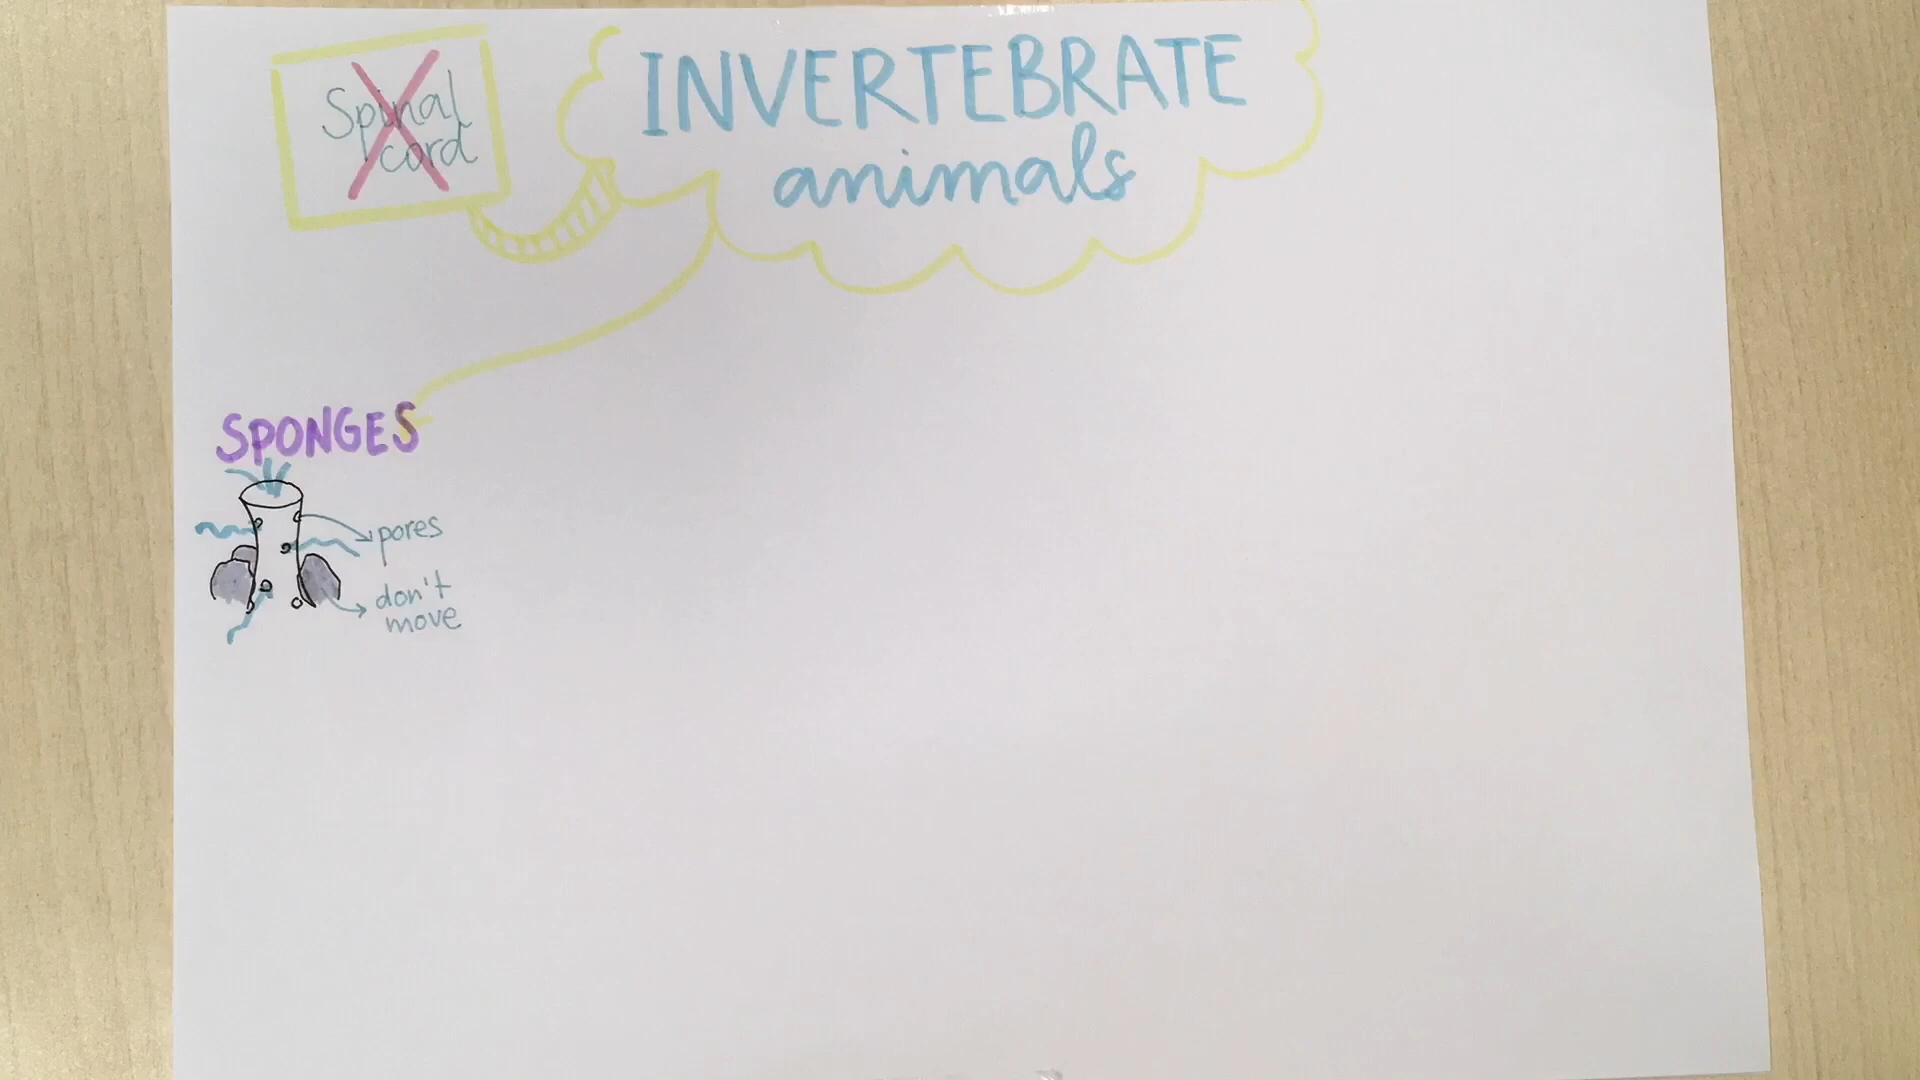 Spinal
cord
INVERTEBRATE
animals
SPONGES
pores
don't
move